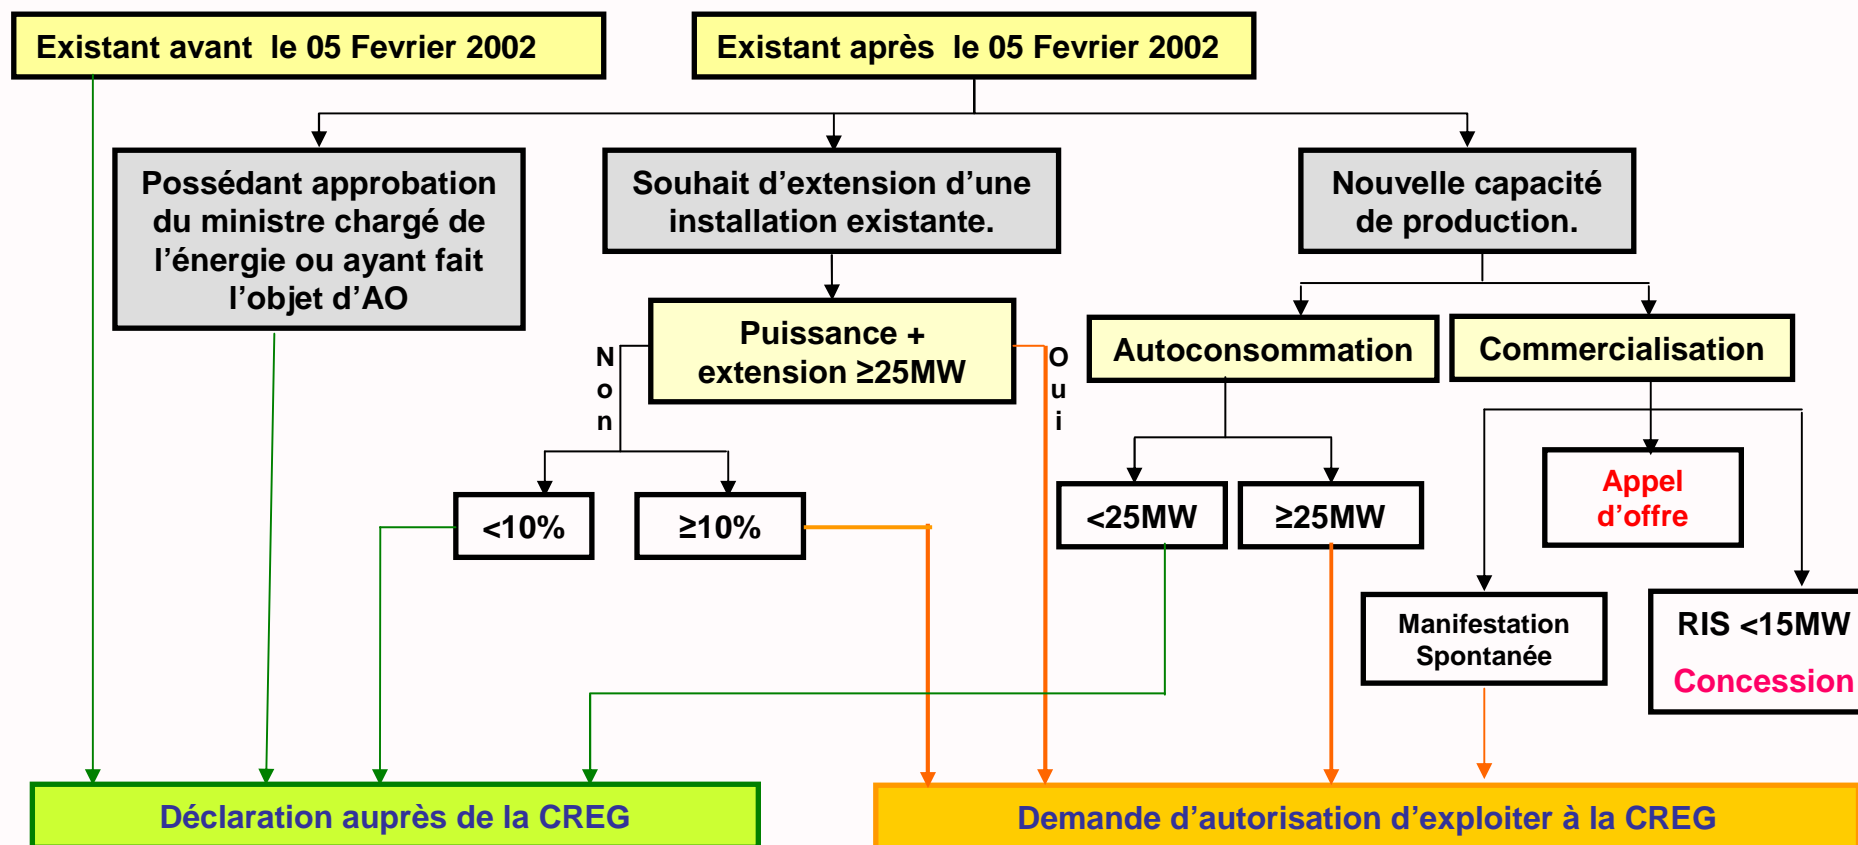 Existant avant  le 05 Fevrier 2002
Existant après  le 05 Fevrier 2002
Possédant approbation
du ministre chargé de
l’énergie ou ayant fait
l’objet d’AO
Souhait d’extension d’une
installation existante.
Nouvelle capacité
de production.
Puissance +
extension ≥25MW
Non
Oui
Autoconsommation
Commercialisation
<10%
≥10%
<25MW
≥25MW
Appel
d’offre
Manifestation
Spontanée
RIS <15MW
Concession
Déclaration auprès de la CREG
Demande d’autorisation d’exploiter à la CREG